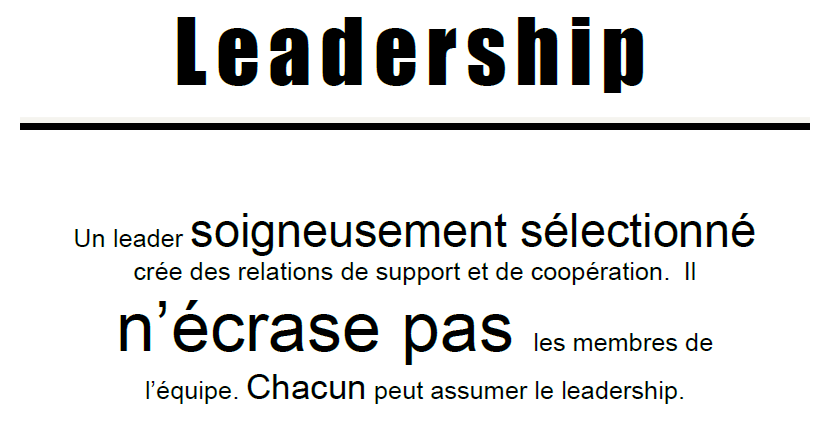 Leadership
Un leader soigneusement sélectionné
crée des relations de support et de coopération.  Il
n’écrase pas les membres de
l’équipe. Chacun peut assumer le leadership.